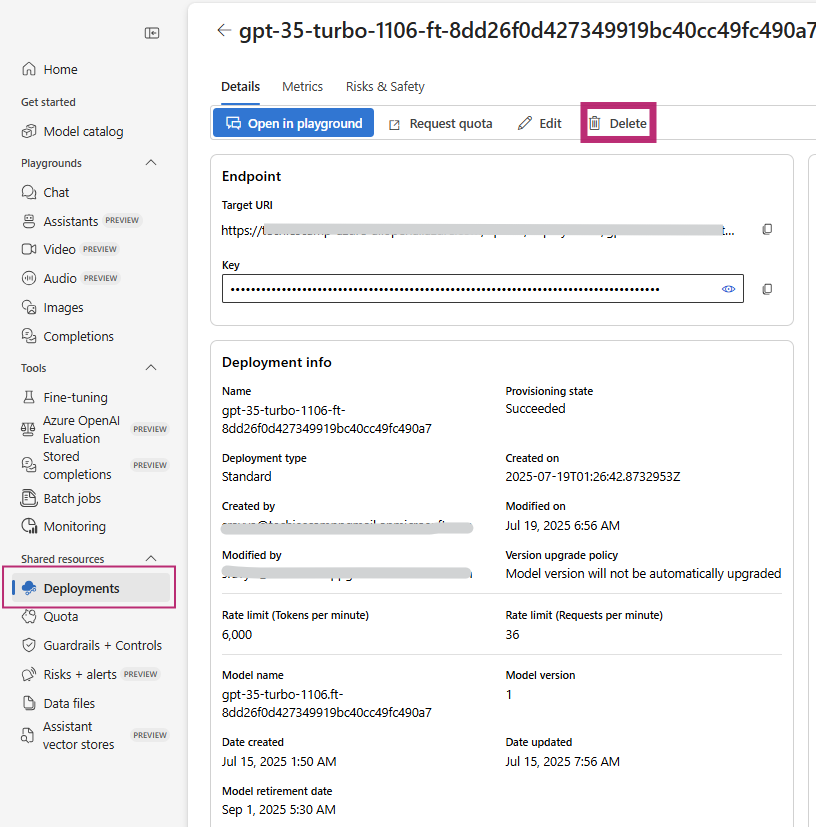 gpt-35-turbo-1106-ft-8dd26f0d427349919bc40cc49fc490a7
Home
Get started
Model catalog
Playgrounds
Chat
Assistants PREVIEW
Video PREVIEW
Audio PREVIEW
Images
Completions
Tools
Fine-tuning
Azure OpenAI
Evaluation PREVIEW
Stored
completions PREVIEW
Batch jobs
Monitoring
Shared resources
Deployments
Quota
Guardrails + Controls
Risks + alerts PREVIEW
Data files
Assistant
vector stores PREVIEW
Details Metrics Risks & Safety
Open in playground Request quota Edit Delete
Endpoint
Target URI
https://
Key
Deployment info
Name
gpt-35-turbo-1106-ft-
8dd26f0d427349919bc40cc49fc490a7
Provisioning state
Succeeded
Deployment type
Standard
Created on
2025-07-19T01:26:42.8732953Z
Created by
Modified on
Jul 19, 2025 6:56 AM
Modified by
Version upgrade policy
Model version will not be automatically upgraded
Rate limit (Tokens per minute)
6,000
Rate limit (Requests per minute)
36
Model name
gpt-35-turbo-1106.ft-
8dd26f0d427349919bc40cc49fc490a7
Model version
1
Date created
Jul 15, 2025 1:50 AM
Date updated
Jul 15, 2025 7:56 AM
Model retirement date
Sep 1, 2025 5:30 AM